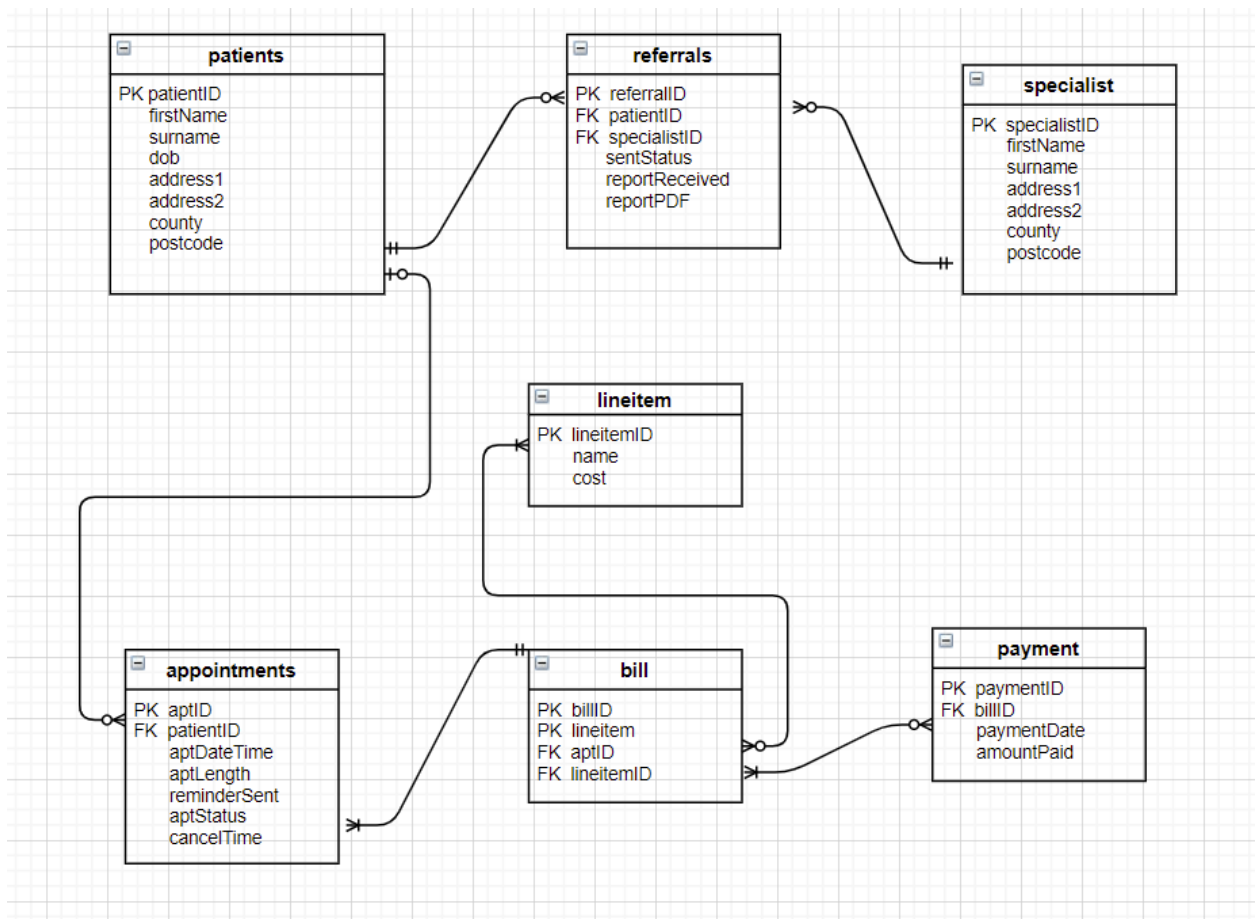 patients
PK patientID
firstName
surname
dob
address1
address2
county
postcode
referrals
PK referralID
FK patientID
FK specialistID
sentStatus
reportReceived
reportPDF
specialist
PK specialistID
firstName
surname
address1
address2
county
postcode
lineitem
PK lineitemID
name
cost
appointments
PK aptID
FK patientID
aptDateTime
aptLength
reminderSent
aptStatus
cancelTime
bill
PK billID
PK lineitem
FK aptID
FK lineitemID
payment
PK paymentID
FK billID
paymentDate
amountPaid